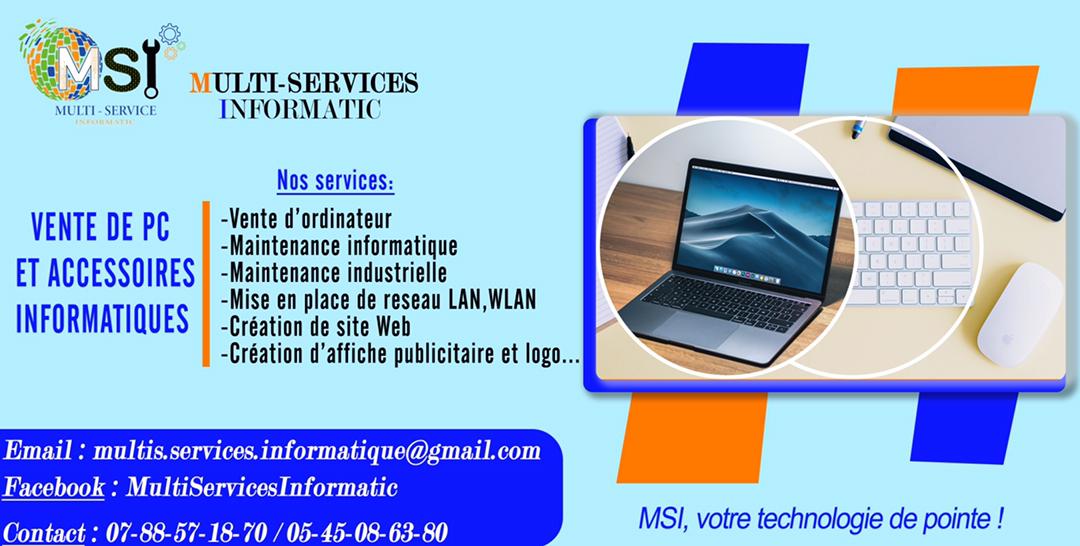 MSI
MULTI - SERVICE
INFORMATIC
MULTI-SERVICES
INFORMATIC
Nos services:
VENTE DE PC
ET ACCESSOIRES
INFORMATIQUES
-Vente d'ordinateur
-Maintenance informatique
-Maintenance industrielle
-Mise en place de reseau LAN,WLAN
-Création de site Web
-Création d'affiche publicitaire et logo...
Email : multis.services.informatique@gmail.com
Facebook : MultiServicesInformatic
Contact : 07-88-57-18-70 / 05-45-08-63-80
MSI, votre technologie de pointe !